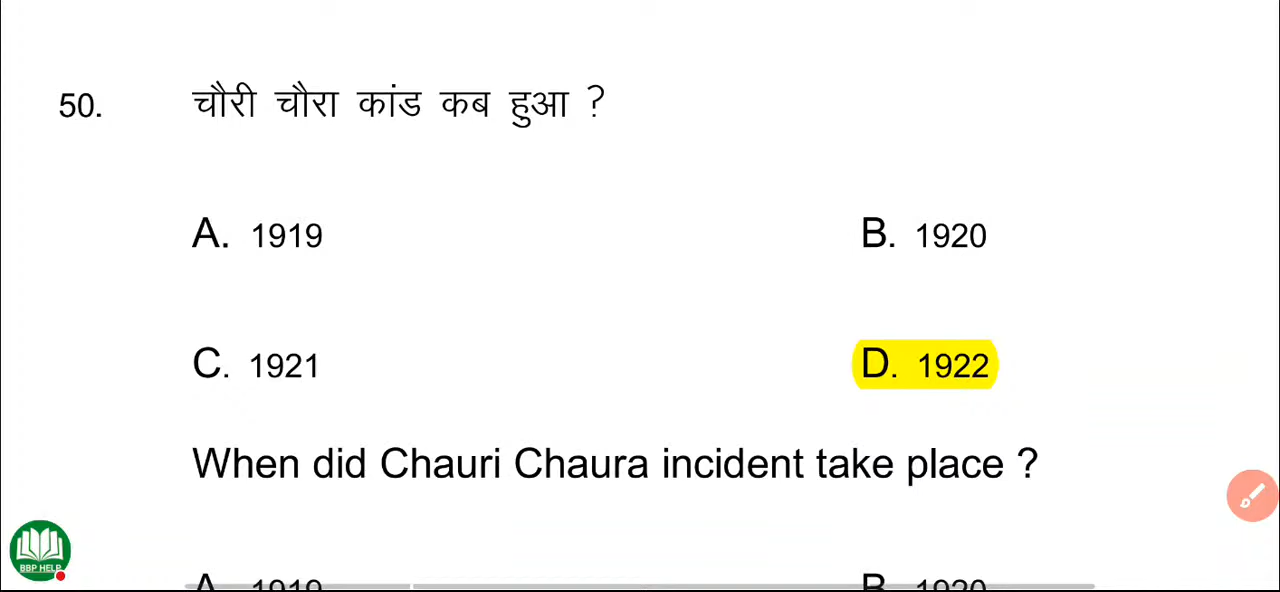 50. चौरी चौरा कांड कब हुआ ?
A. 1919 B. 1920
C. 1921 D. 1922
When did Chauri Chaura incident take place ?
A 1919 B 1920
BBP HELP